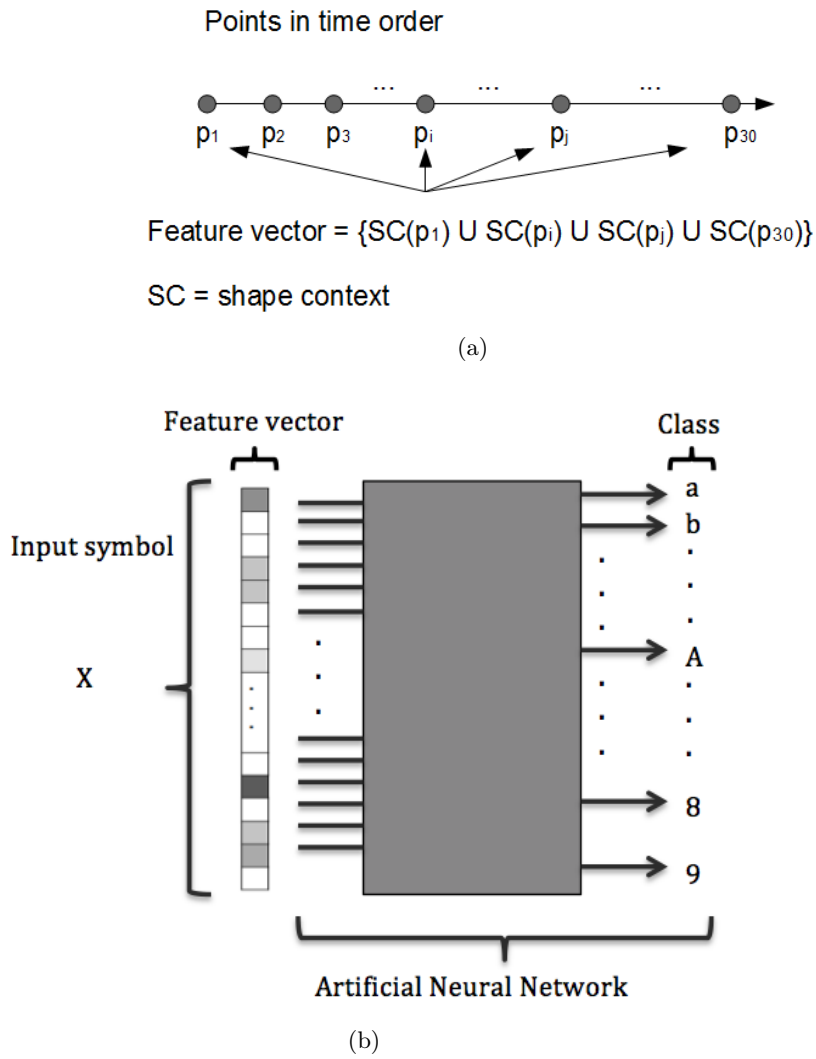 Points in time order
... ... ...
p1 p2 p3 pi pj p30
Feature vector = {SC(p1) U SC(pi) U SC(pj) U SC(p30)}
SC = shape context
(a)
Feature vector
Class
Input symbol
X
a
b
A
8
9
Artificial Neural Network
(b)